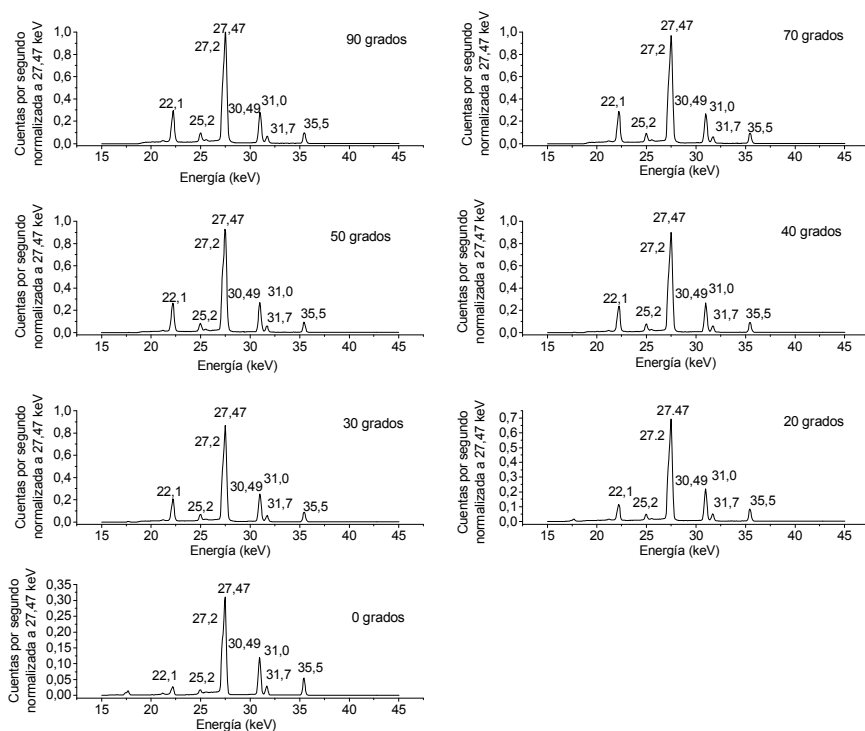 Cuentas por segundo
normalizada a 27,47 keV
1,0
0,8
0,6
0,4
0,2
0,0
27,47
27,2
90 grados
22,1
25,2
30,49
31,0
31,7
35,5
15 20 25 30 35 40 45
Energía (keV)
Cuentas por segundo
normalizada a 27,47 keV
1,0
0,8
0,6
0,4
0,2
0,0
27,47
27,2
70 grados
22,1
25,2
30,49
31,0
31,7
35,5
15 20 25 30 35 40 45
Energía (keV)
Cuentas por segundo
normalizada a 27,47 keV
1,0
0,8
0,6
0,4
0,2
0,0
27,47
27,2
50 grados
22,1
25,2
30,49
31,0
31,7
35,5
15 20 25 30 35 40 45
Energía (keV)
Cuentas por segundo
normalizada a 27,47 keV
1,0
0,8
0,6
0,4
0,2
0,0
27,47
27,2
40 grados
22,1
25,2
30,49
31,0
31,7
35,5
15 20 25 30 35 40 45
Energía (keV)
Cuentas por segundo
normalizada a 27,47 keV
1,0
0,8
0,6
0,4
0,2
0,0
27,47
27,2
30 grados
22,1
25,2
30,49
31,0
31,7
35,5
15 20 25 30 35 40 45
Energía (keV)
Cuentas por segundo
normalizada a 27,47 keV
0,7
0,6
0,5
0,4
0,3
0,2
0,1
0,0
27.47
27.2
20 grados
22,1
25,2
30,49
31,0
31,7
35,5
15 20 25 30 35 40 45
Energía (keV)
Cuentas por segundo
normalizada a 27,47 keV
0,35
0,30
0,25
0,20
0,15
0,10
0,05
0,00
27,47
27,2
0 grados
22,1
25,2
30,49
31,0
31,7
35,5
15 20 25 30 35 40 45
Energía (keV)